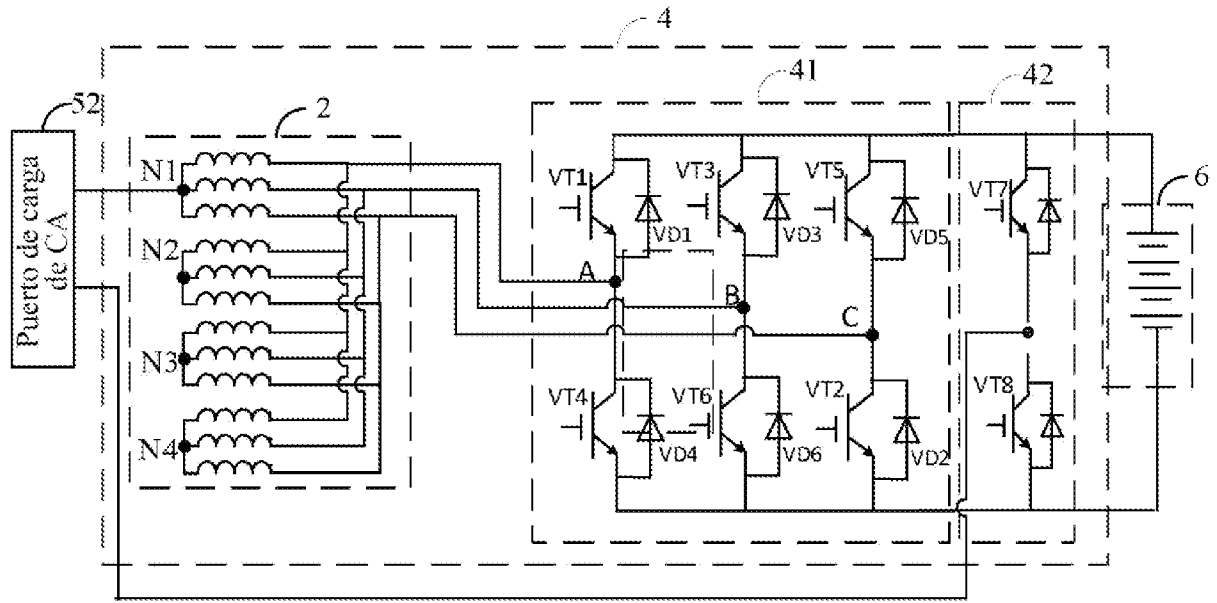 4
41
42
52
2
6
Puerto de carga
de CA
N1
N2
N3
N4
VT1
VT3
VT5
VT7
VD1
VD3
VD5
A
B
C
VT4
VT6
VT2
VT8
VD4
VD6
VD2